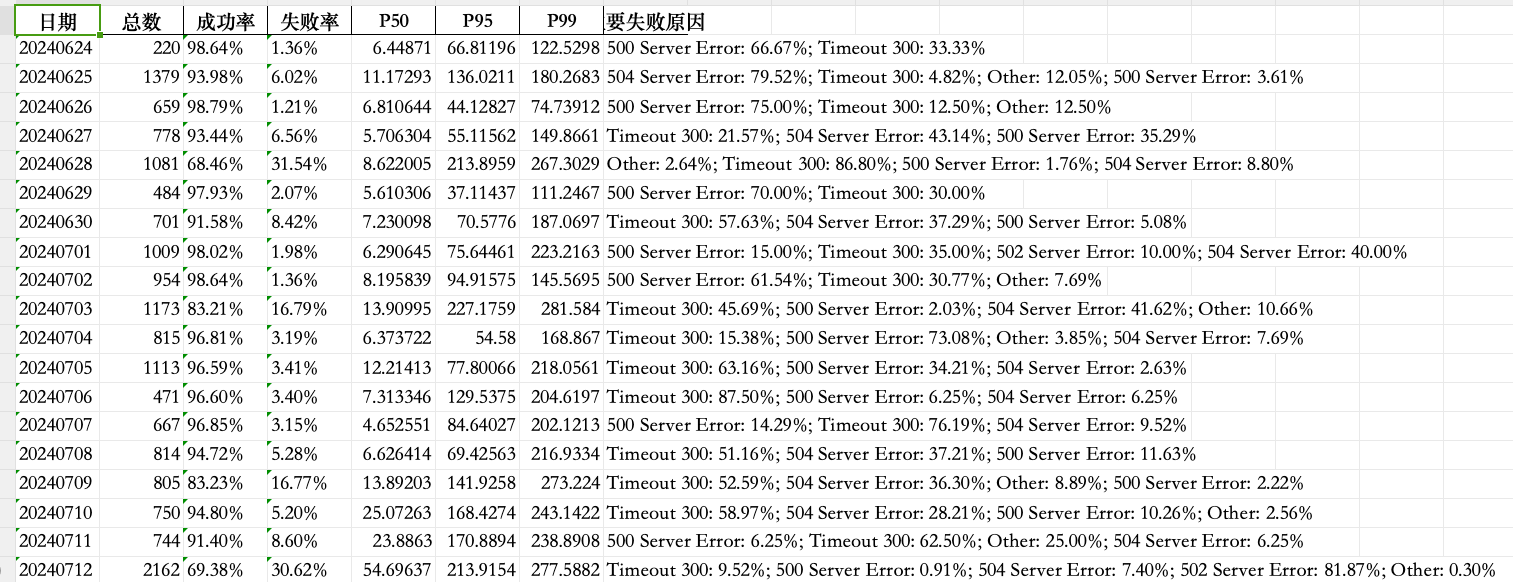 日期 总数 成功率 失败率 P50 P95 P99 要失败原因
20240624 220 98.64% 1.36% 6.44871 66.81196 122.5298 500 Server Error: 66.67%; Timeout 300: 33.33%
20240625 1379 93.98% 6.02% 11.17293 136.0211 180.2683 504 Server Error: 79.52%; Timeout 300: 4.82%; Other: 12.05%; 500 Server Error: 3.61%
20240626 659 98.79% 1.21% 6.810644 44.12827 74.73912 500 Server Error: 75.00%; Timeout 300: 12.50%; Other: 12.50%
20240627 778 93.44% 6.56% 5.706304 55.11562 149.8661 Timeout 300: 21.57%; 504 Server Error: 43.14%; 500 Server Error: 35.29%
20240628 1081 68.46% 31.54% 8.622005 213.8959 267.3029 Other: 2.64%; Timeout 300: 86.80%; 500 Server Error: 1.76%; 504 Server Error: 8.80%
20240629 484 97.93% 2.07% 5.610306 37.11437 111.2467 500 Server Error: 70.00%; Timeout 300: 30.00%
20240630 701 91.58% 8.42% 7.230098 70.5776 187.0697 Timeout 300: 57.63%; 504 Server Error: 37.29%; 500 Server Error: 5.08%
20240701 1009 98.02% 1.98% 6.290645 75.64461 223.2163 500 Server Error: 15.00%; Timeout 300: 35.00%; 502 Server Error: 10.00%; 504 Server Error: 40.00%
20240702 954 98.64% 1.36% 8.195839 94.91575 145.5695 500 Server Error: 61.54%; Timeout 300: 30.77%; Other: 7.69%
20240703 1173 83.21% 16.79% 13.90995 227.1759 281.584 Timeout 300: 45.69%; 500 Server Error: 2.03%; 504 Server Error: 41.62%; Other: 10.66%
20240704 815 96.81% 3.19% 6.373722 54.58 168.867 Timeout 300: 15.38%; 500 Server Error: 73.08%; Other: 3.85%; 504 Server Error: 7.69%
20240705 1113 96.59% 3.41% 12.21413 77.80066 218.0561 Timeout 300: 63.16%; 500 Server Error: 34.21%; 504 Server Error: 2.63%
20240706 471 96.60% 3.40% 7.313346 129.5375 204.6197 Timeout 300: 87.50%; 500 Server Error: 6.25%; 504 Server Error: 6.25%
20240707 667 96.85% 3.15% 4.652551 84.64027 202.1213 500 Server Error: 14.29%; Timeout 300: 76.19%; 504 Server Error: 9.52%
20240708 814 94.72% 5.28% 6.626414 69.42563 216.9334 Timeout 300: 51.16%; 504 Server Error: 37.21%; 500 Server Error: 11.63%
20240709 805 83.23% 16.77% 13.89203 141.9258 273.224 Timeout 300: 52.59%; 504 Server Error: 36.30%; Other: 8.89%; 500 Server Error: 2.22%
20240710 750 94.80% 5.20% 25.07263 168.4274 243.1422 Timeout 300: 58.97%; 504 Server Error: 28.21%; 500 Server Error: 10.26%; Other: 2.56%
20240711 744 91.40% 8.60% 23.8863 170.8894 238.8908 500 Server Error: 6.25%; Timeout 300: 62.50%; Other: 25.00%; 504 Server Error: 6.25%
20240712 2162 69.38% 30.62% 54.69637 213.9154 277.5882 Timeout 300: 9.52%; 500 Server Error: 0.91%; 504 Server Error: 7.40%; 502 Server Error: 81.87%; Other: 0.30%